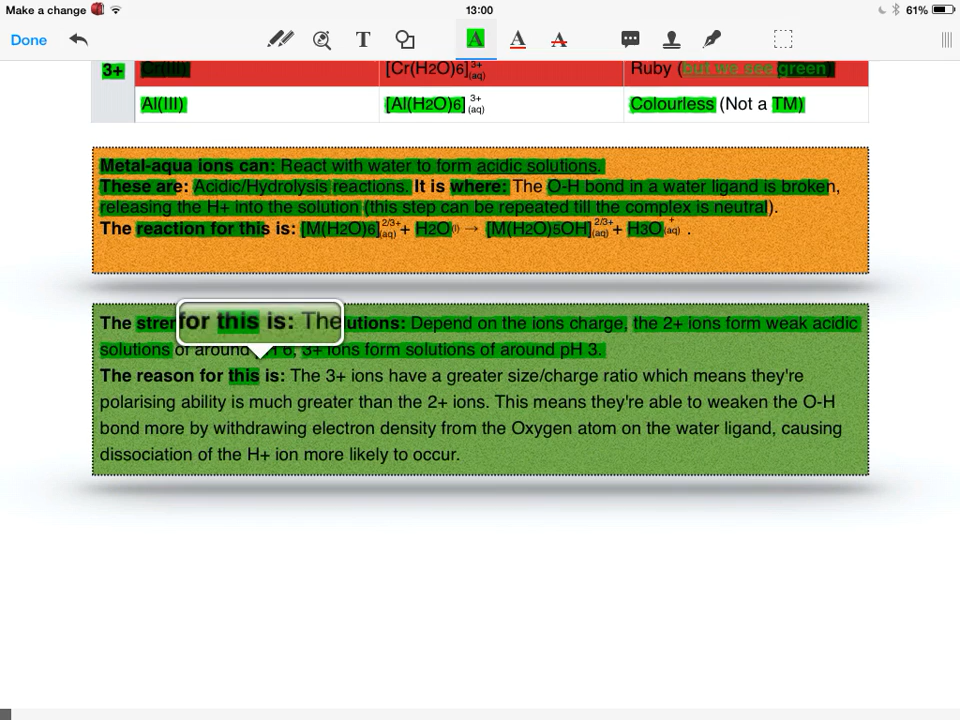 Make a change 13:00 61%
Done T A A A
3+ Cr(III) [Cr(H2O)6]3+(aq) Ruby (but we see green)
Al(III) [Al(H2O)6]3+(aq) Colourless (Not a TM)
Metal-aqua ions can: React with water to form acidic solutions.
These are: Acidic/Hydrolysis reactions. It is where: The O-H bond in a water ligand is broken,
releasing the H+ into the solution (this step can be repeated till the complex is neutral).
The reaction for this is: [M(H2O)6]2/3+(aq) + H2O(l) → [M(H2O)5OH]2/3+(aq) + H3O+(aq) .
for this is: The
The stren utions: Depend on the ions charge, the 2+ ions form weak acidic
solutions of around pH 6, 3+ ions form solutions of around pH 3.
The reason for this is: The 3+ ions have a greater size/charge ratio which means they're
polarising ability is much greater than the 2+ ions. This means they're able to weaken the O-H
bond more by withdrawing electron density from the Oxygen atom on the water ligand, causing
dissociation of the H+ ion more likely to occur.